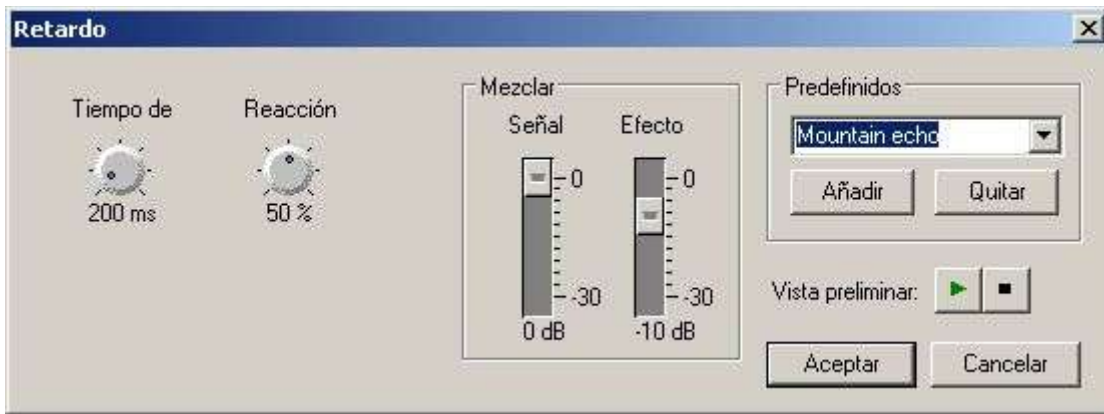 Retardo
Tiempo de
200 ms
Reacción
50 %
Mezclar
Señal
0
-30
0 dB
Efecto
0
-30
-10 dB
Predefinidos
Mountain echo
Añadir
Quitar
Vista preliminar:
Aceptar
Cancelar